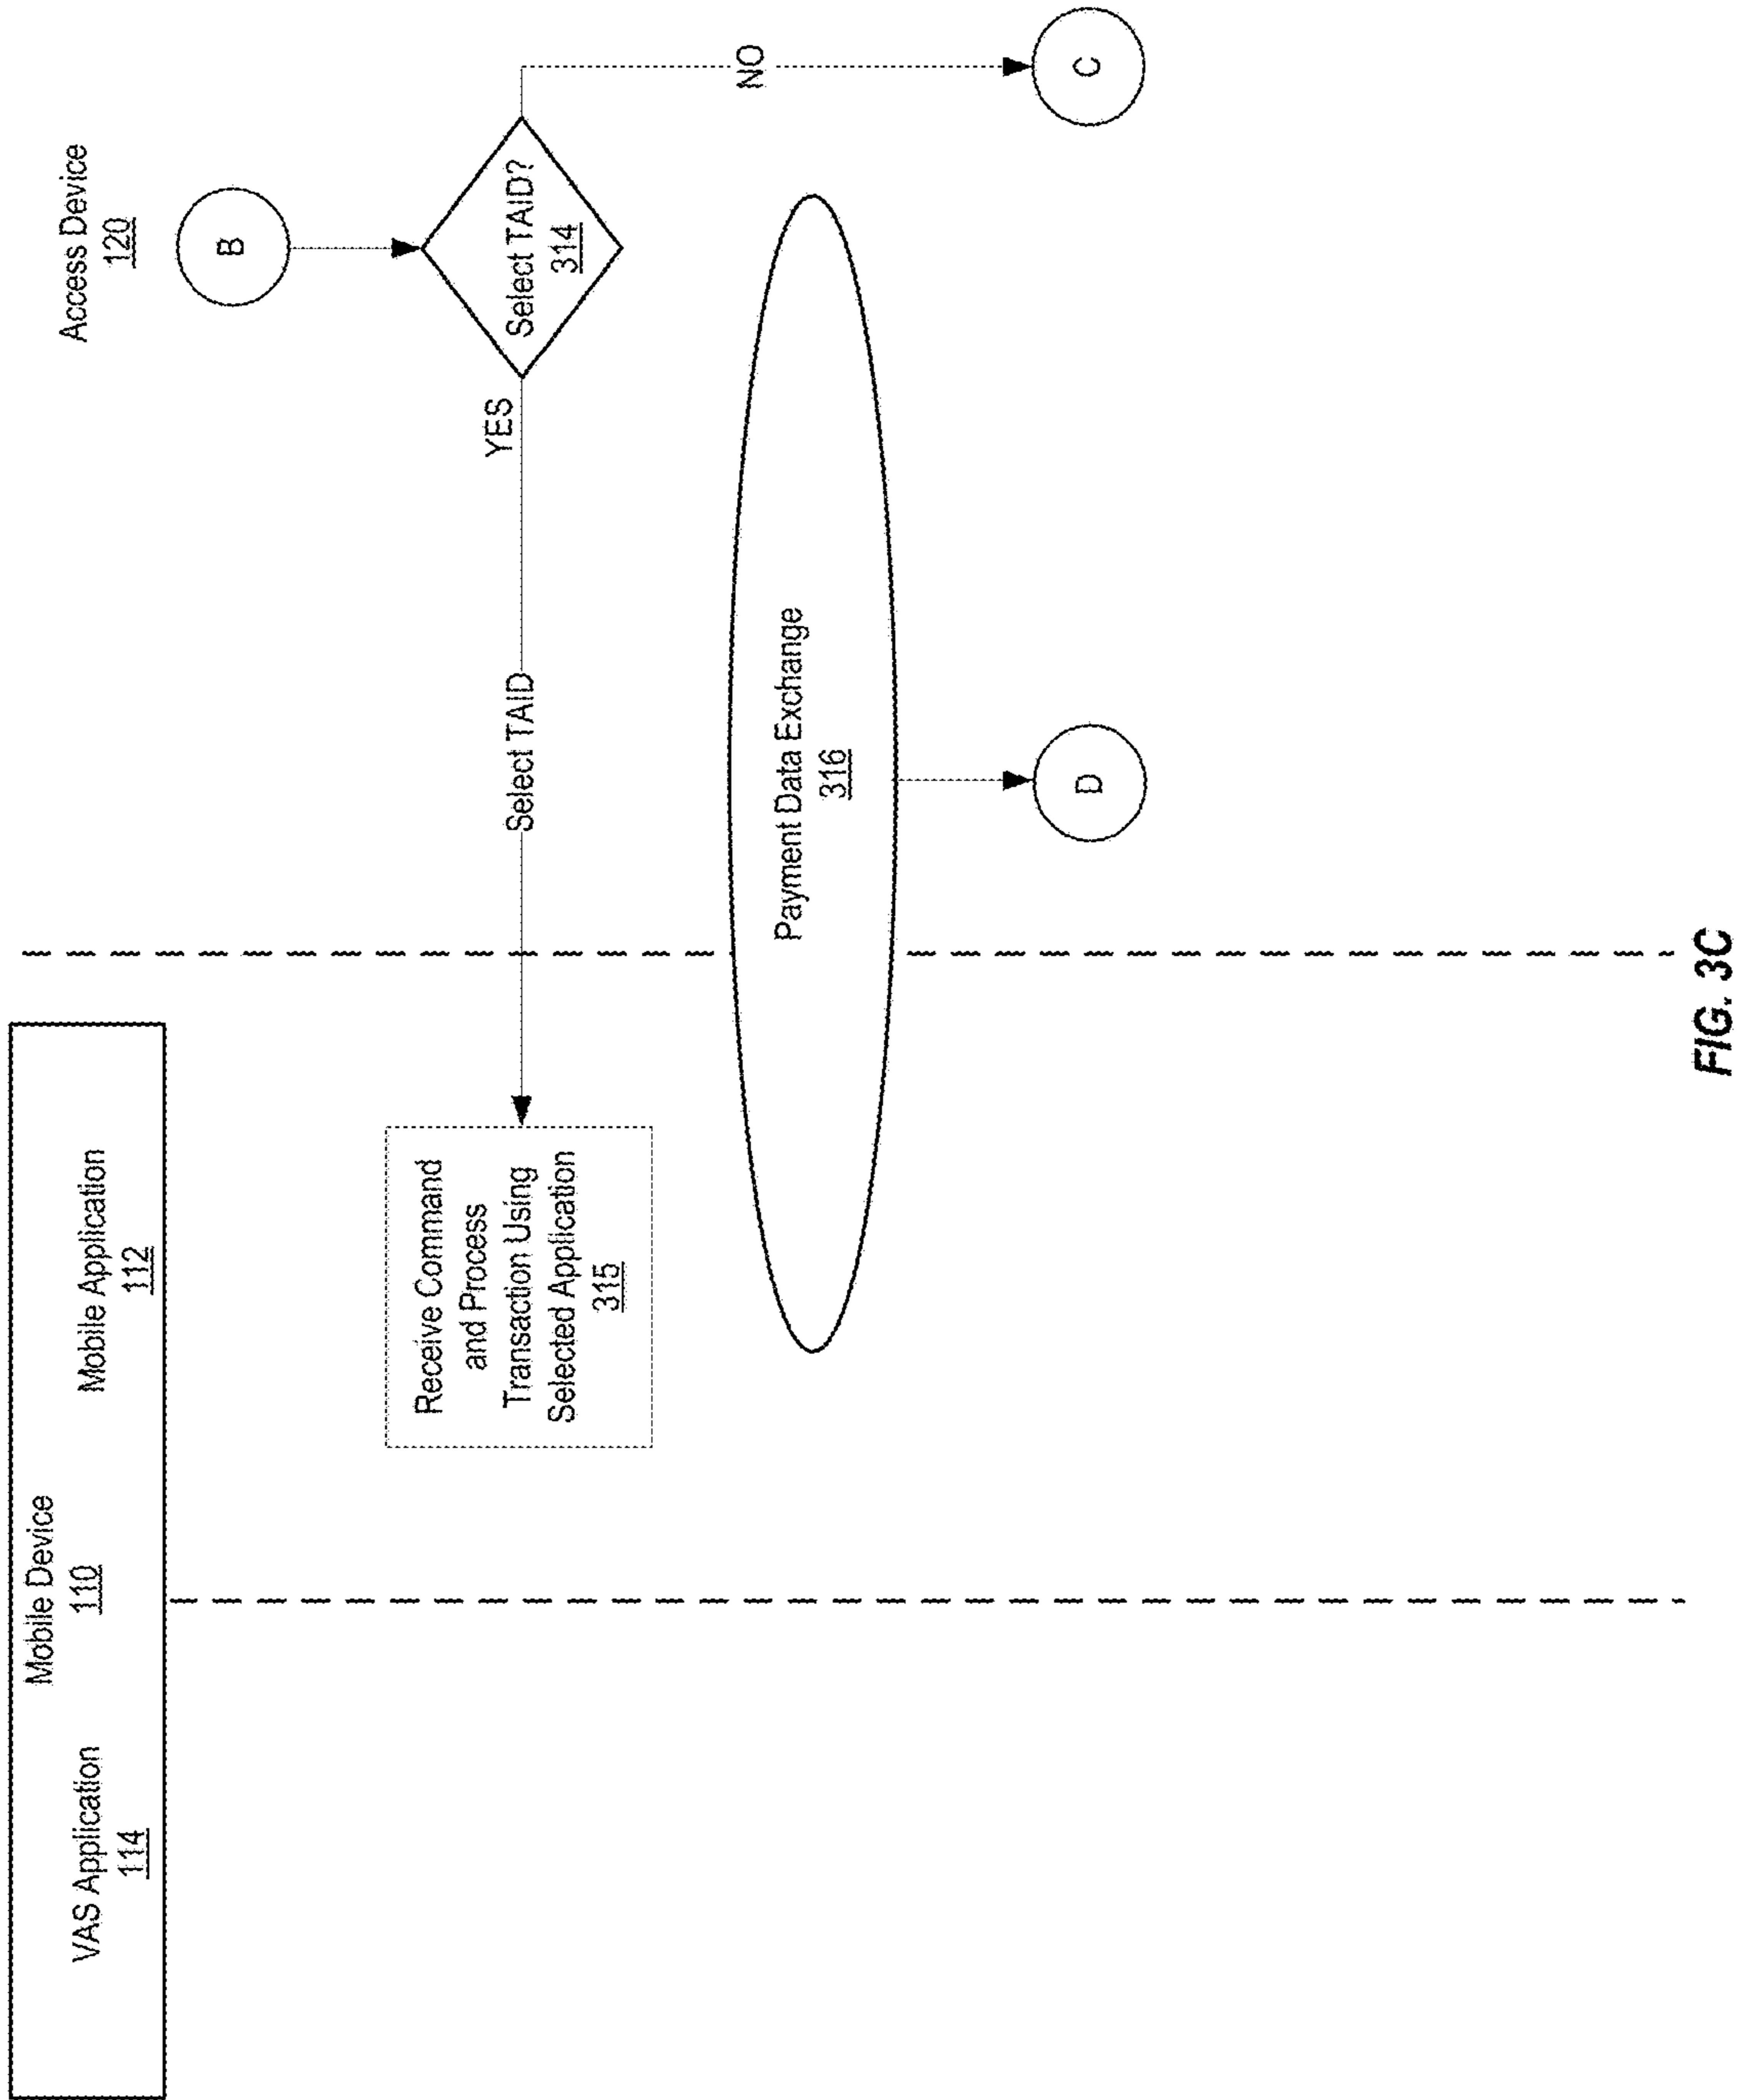 Mobile Device
110
VAS Application
114
Mobile Application
112
Access Device
120
B
Select TAID?
314
YES
NO
Select TAID
Receive Command
and Process
Transaction Using
Selected Application
315
Payment Data Exchange
316
C
D
FIG. 3C